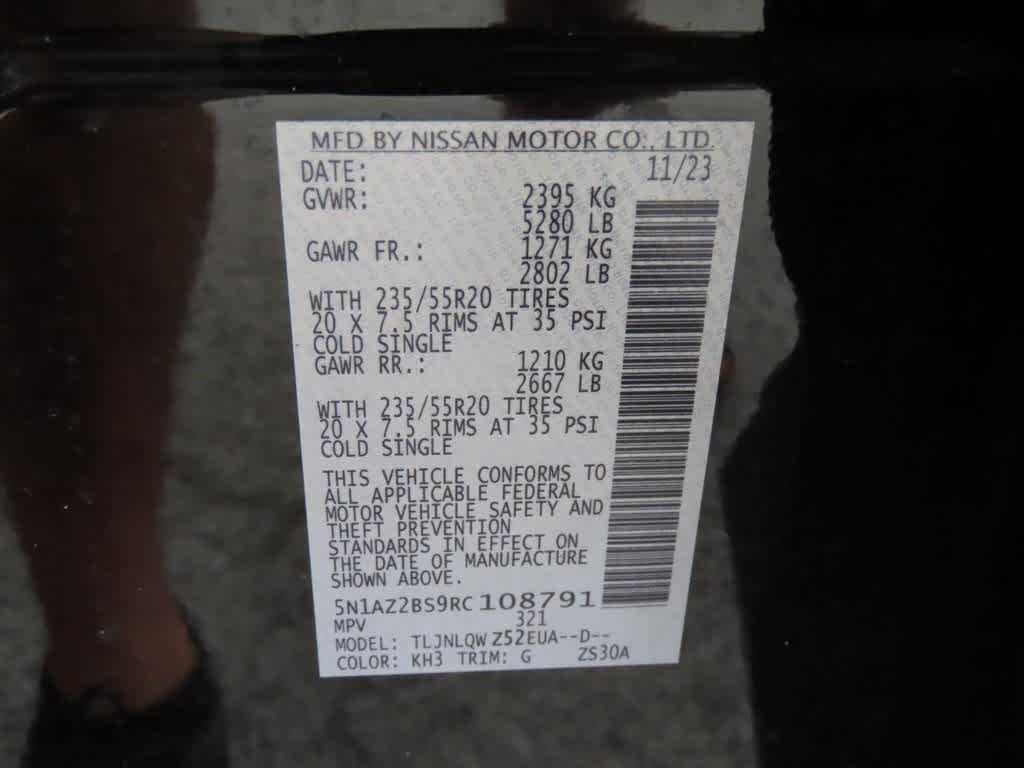 MFD BY NISSAN MOTOR CO., LTD.
DATE: 11/23
GVWR: 2395 KG
5280 LB
GAWR FR.: 1271 KG
2802 LB
WITH 235/55R20 TIRES
20 X 7.5 RIMS AT 35 PSI
COLD SINGLE
GAWR RR.: 1210 KG
2667 LB
WITH 235/55R20 TIRES
20 X 7.5 RIMS AT 35 PSI
COLD SINGLE
THIS VEHICLE CONFORMS TO
ALL APPLICABLE FEDERAL
MOTOR VEHICLE SAFETY AND
THEFT PREVENTION
STANDARDS IN EFFECT ON
THE DATE OF MANUFACTURE
SHOWN ABOVE.
5N1AZ2BS9RC108791
MPV 321
MODEL: TLJNLQWZ52EUA--D--
COLOR: KH3 TRIM: G ZS30A